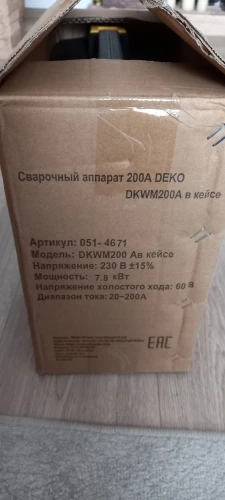 Сварочный аппарат 200А DEKO
DKWM200A в кейсе
Артикул: 051-4671
Модель: DKWM200 Ав кейсе
Напряжение: 230 В ±15%
Мощность: 7.8 кВт
Напряжение холостого хода: 60 В
Диапазон тока: 20-200А
EAC